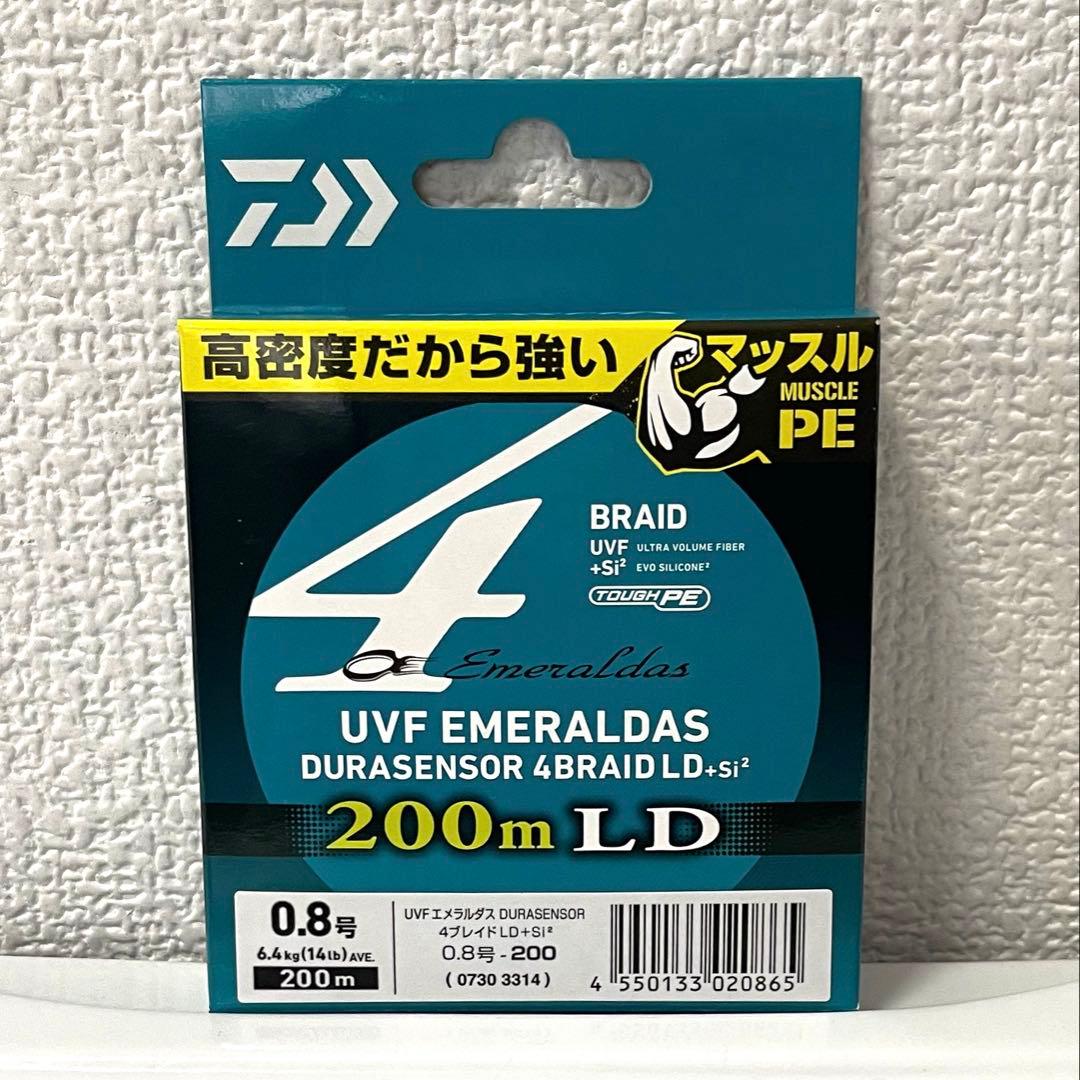 高密度だから強い
マッスル
MUSCLE
PE
4
BRAID
UVF ULTRA VOLUME FIBER
+Si² EVO SILICONE²
TOUGH PE
Emeraldas
UVF EMERALDAS
DURASENSOR 4BRAID LD+Si²
200m LD
0.8号
6.4kg(14lb)AVE.
200m
UVFエメラルダス DURASENSOR
4ブレイドLD+Si²
0.8号-200
(0730 3314)
4 550133 020865